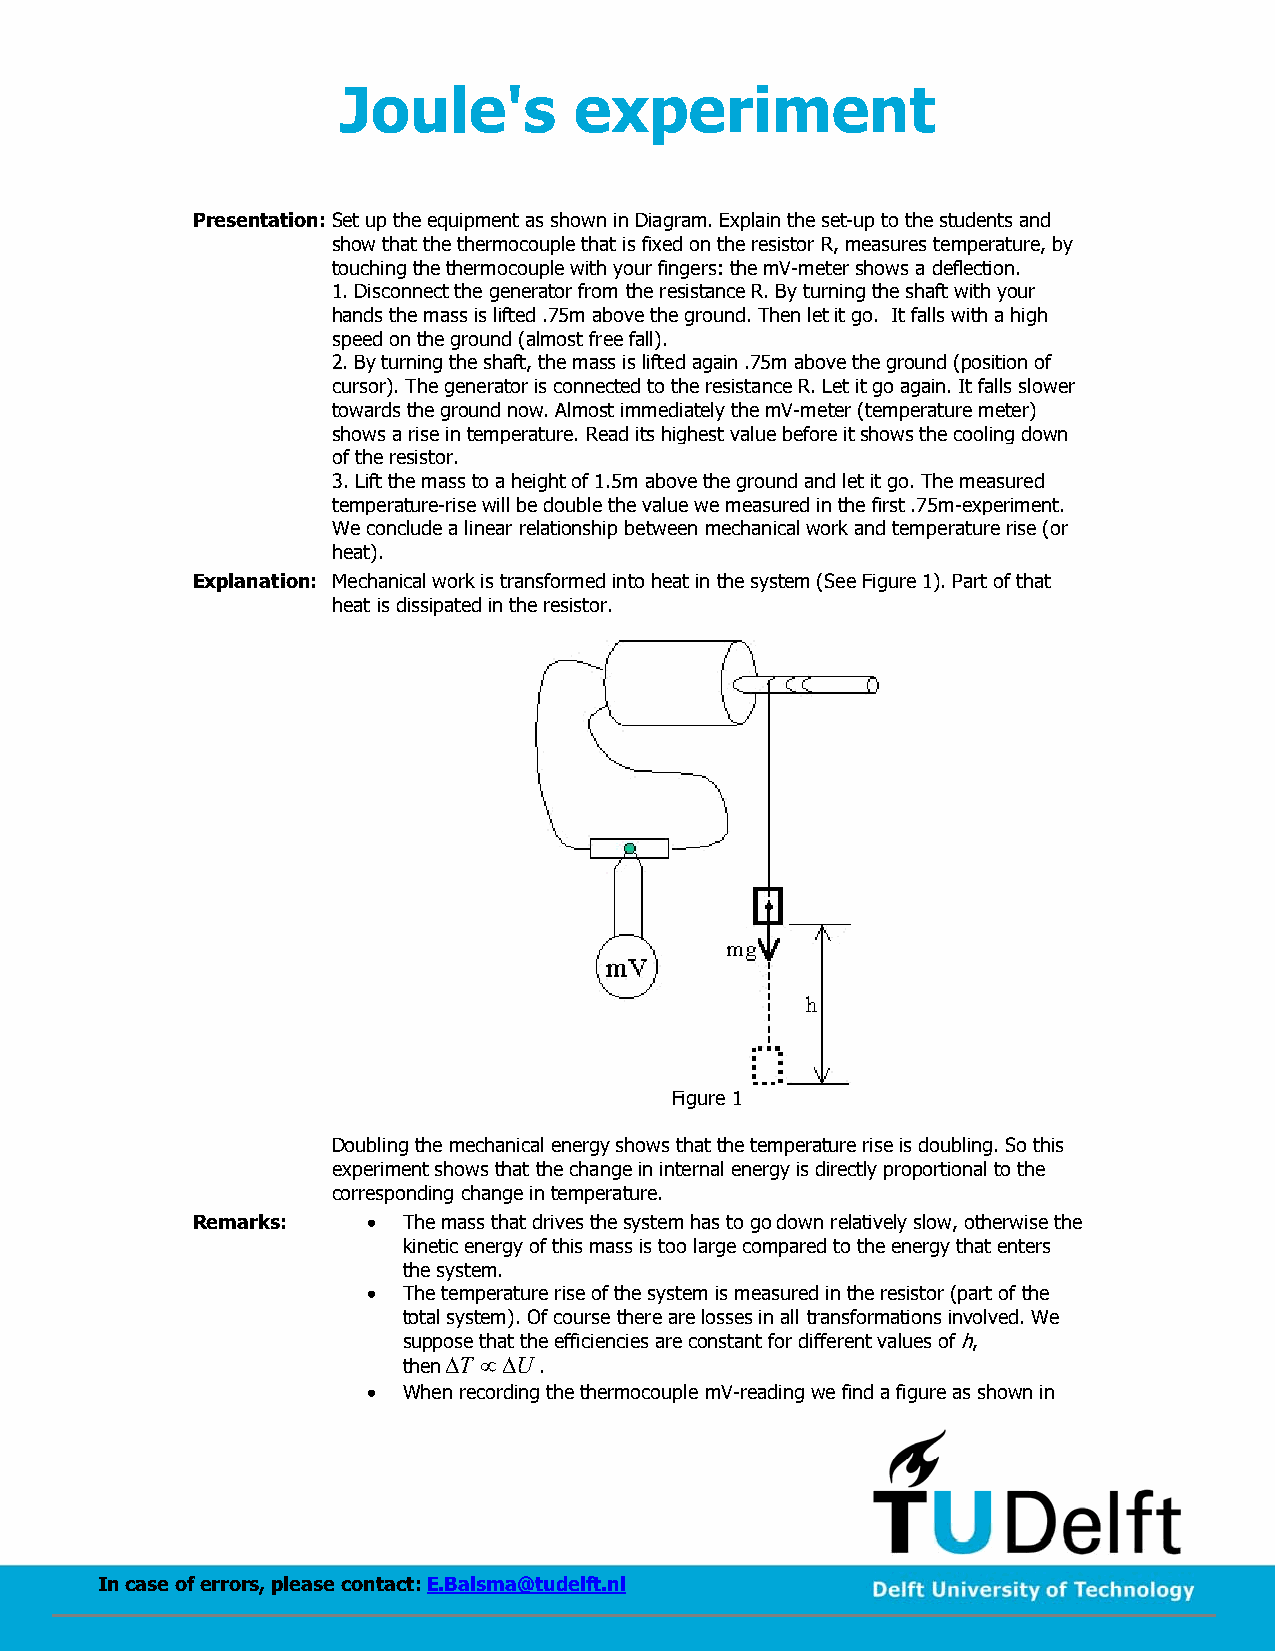 Joule's experiment
Presentation: Set up the equipment as shown in Diagram. Explain the set-up to the students and
show that the thermocouple that is fixed on the resistor R, measures temperature, by
touching the thermocouple with your fingers: the mV-meter shows a deflection.
1. Disconnect the generator from the resistance R. By turning the shaft with your
hands the mass is lifted .75m above the ground. Then let it go.  It falls with a high
speed on the ground (almost free fall).
2. By turning the shaft, the mass is lifted again .75m above the ground (position of
cursor). The generator is connected to the resistance R. Let it go again. It falls slower
towards the ground now. Almost immediately the mV-meter (temperature meter)
shows a rise in temperature. Read its highest value before it shows the cooling down
of the resistor.
3. Lift the mass to a height of 1.5m above the ground and let it go. The measured
temperature-rise will be double the value we measured in the first .75m-experiment.
We conclude a linear relationship between mechanical work and temperature rise (or
heat).
Explanation: Mechanical work is transformed into heat in the system (See Figure 1). Part of that
heat is dissipated in the resistor.
mg
mV
h
Figure 1
Doubling the mechanical energy shows that the temperature rise is doubling. So this
experiment shows that the change in internal energy is directly proportional to the
corresponding change in temperature.
Remarks: • The mass that drives the system has to go down relatively slow, otherwise the
kinetic energy of this mass is too large compared to the energy that enters
the system.
• The temperature rise of the system is measured in the resistor (part of the
total system). Of course there are losses in all transformations involved. We
suppose that the efficiencies are constant for different values of h,
then ΔT ∝ ΔU .
• When recording the thermocouple mV-reading we find a figure as shown in
TUDelft
In case of errors, please contact: E.Balsma@tudelft.nl
Delft University of Technology